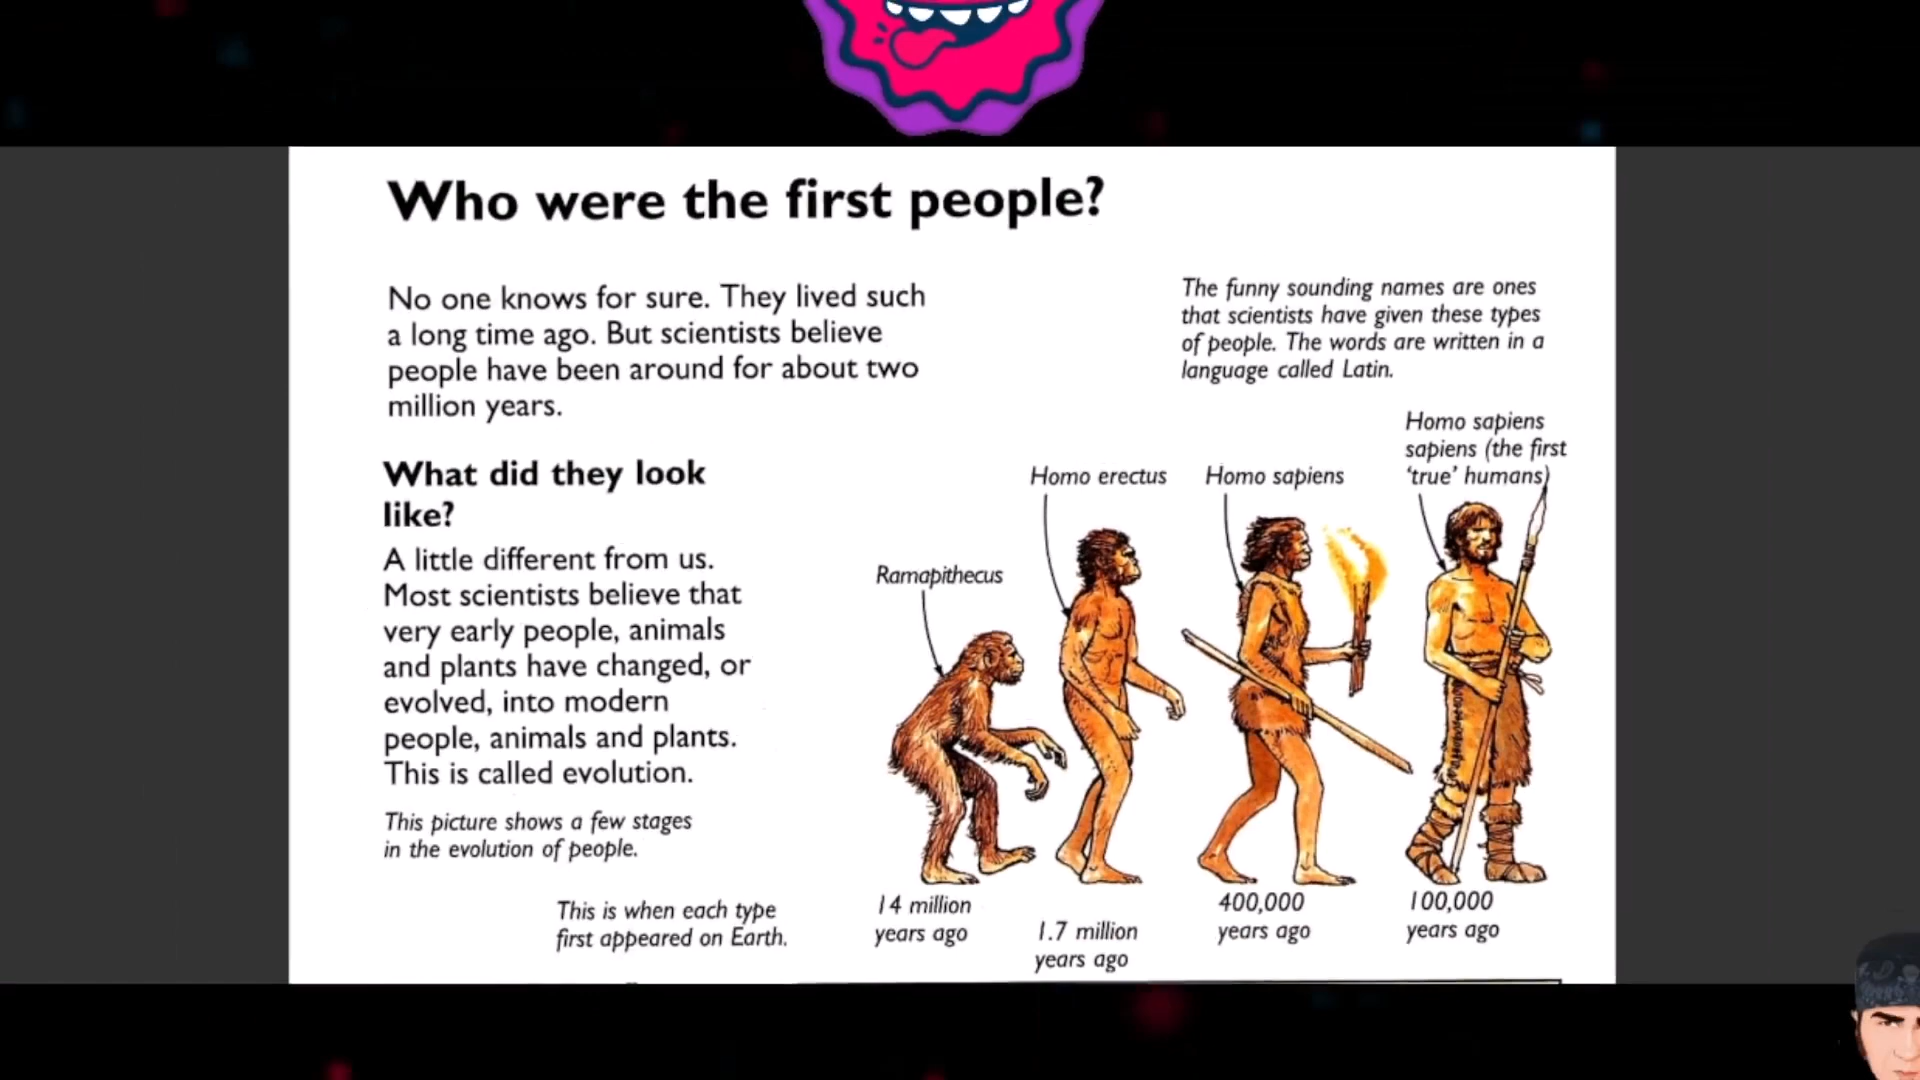 Who were the first people?
No one knows for sure. They lived such
a long time ago. But scientists believe
people have been around for about two
million years.
What did they look
like?
A little different from us.
Most scientists believe that
very early people, animals
and plants have changed, or
evolved, into modern
people, animals and plants.
This is called evolution.
This picture shows a few stages
in the evolution of people.
The funny sounding names are ones
that scientists have given these types
of people. The words are written in a
language called Latin.
Ramapithecus
Homo erectus
Homo sapiens
Homo sapiens
sapiens (the first
'true' humans)
This is when each type
first appeared on Earth.
14 million
years ago
1.7 million
years ago
400,000
years ago
100,000
years ago